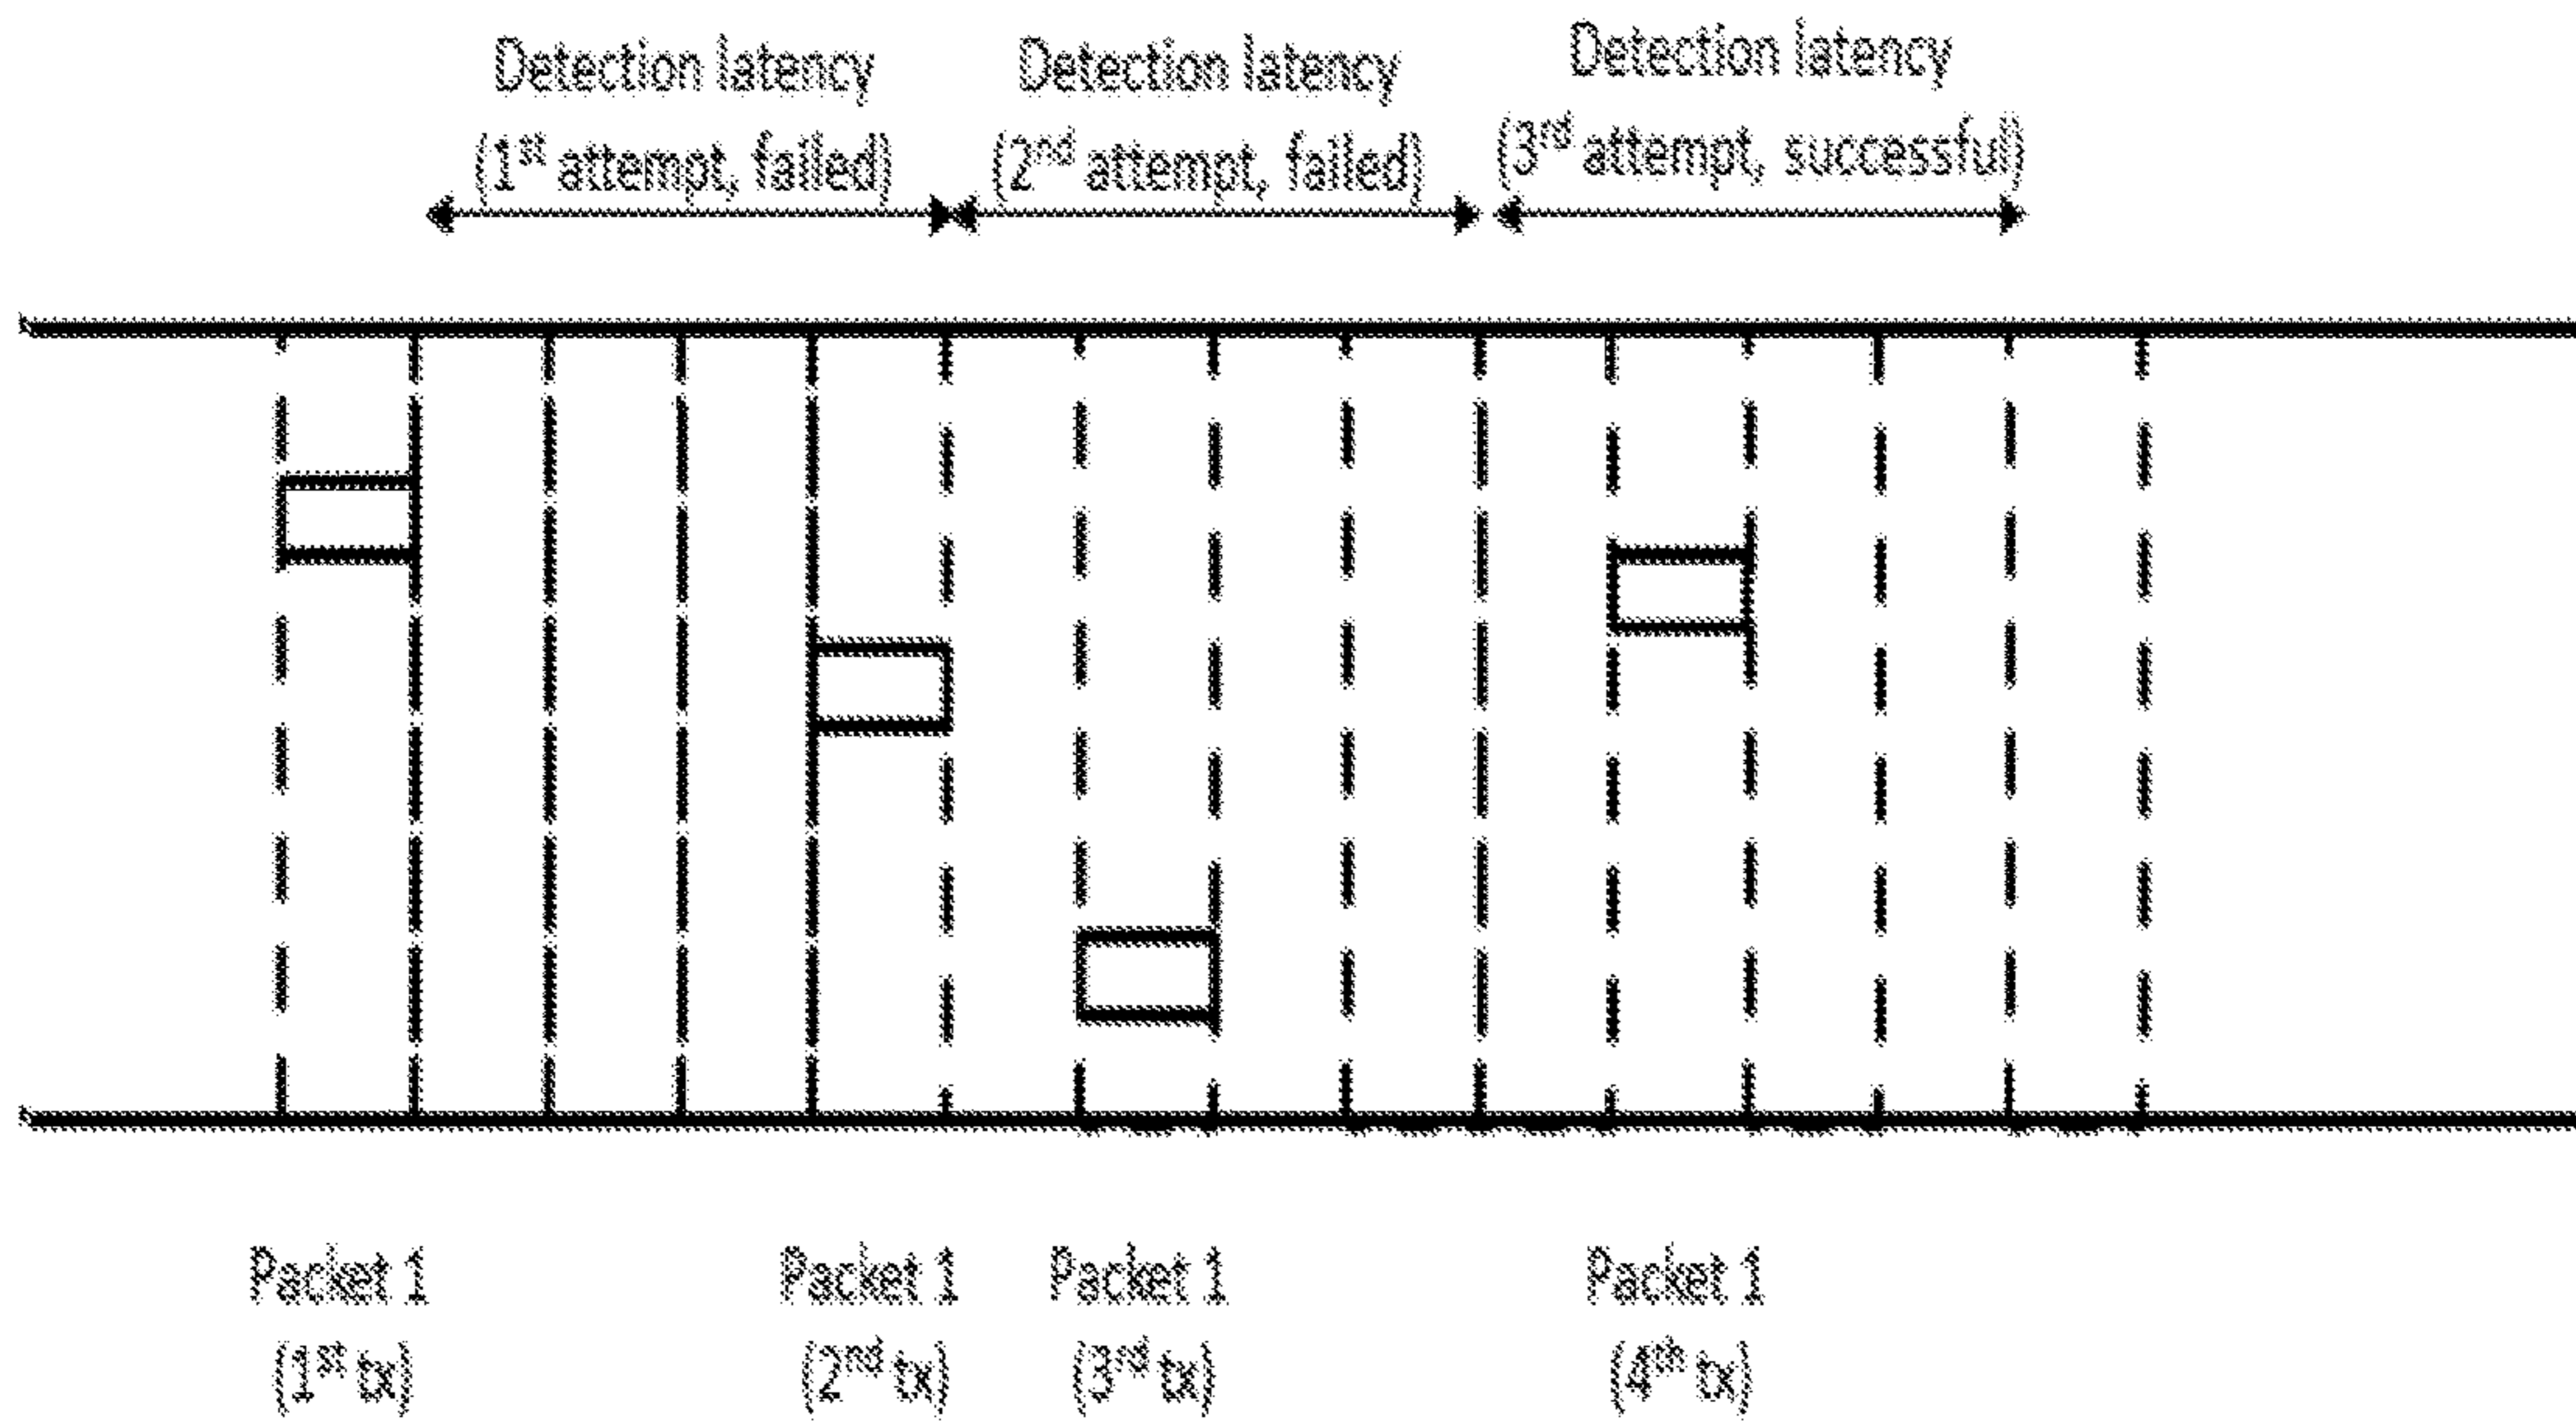 Detection latency
(1st attempt, failed)
Detection latency
(2nd attempt, failed)
Detection latency
(3rd attempt, successful)
Packet 1
(1st tx)
Packet 1
(2nd tx)
Packet 1
(3rd tx)
Packet 1
(4th tx)